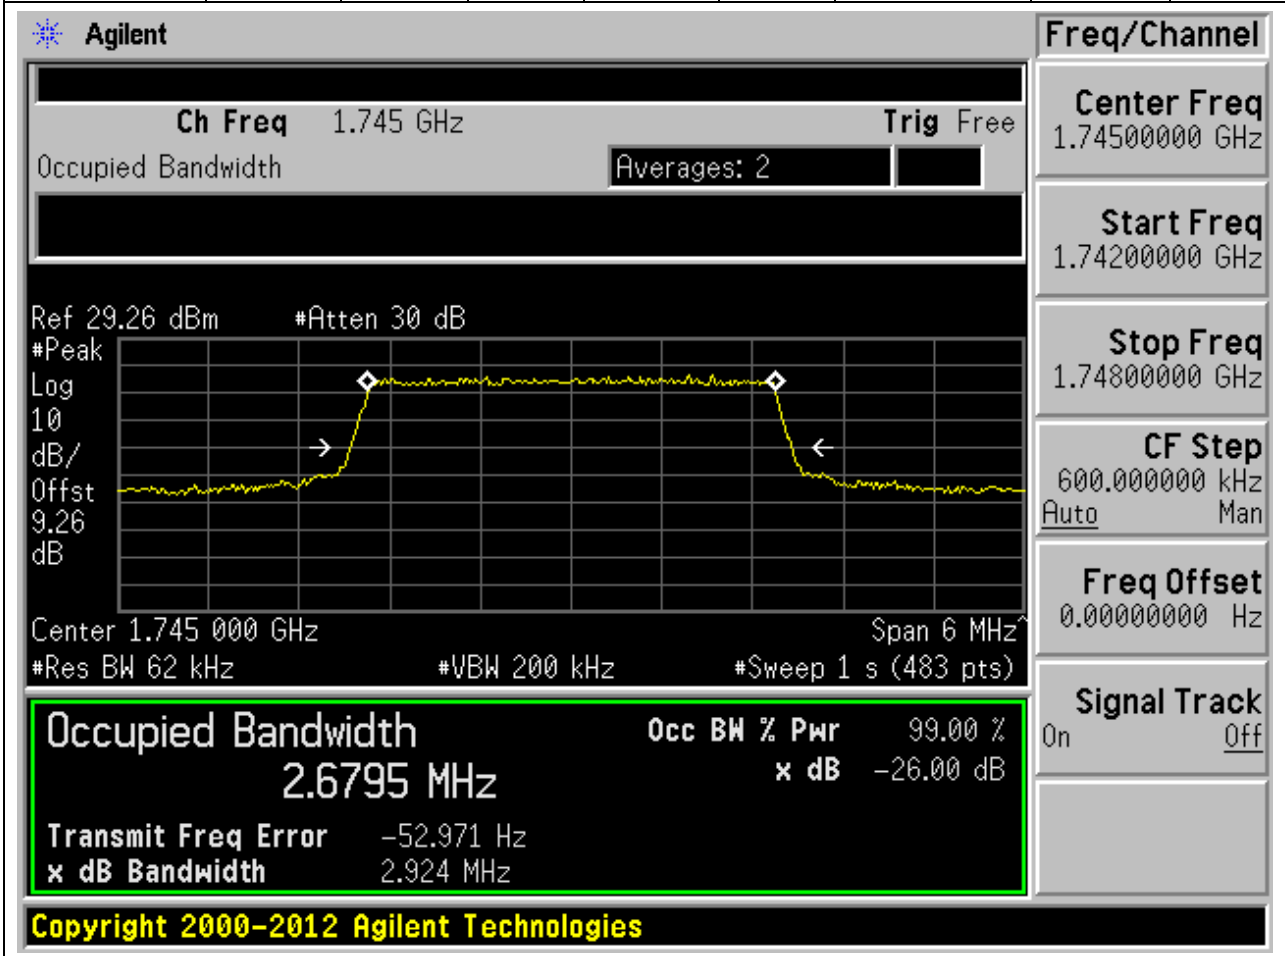 Agilent
Freq/Channel
Ch Freq 1.745 GHz Trig Free
Occupied Bandwidth Averages: 2
Center Freq
1.74500000 GHz
Start Freq
1.74200000 GHz
Stop Freq
1.74800000 GHz
CF Step
600.000000 kHz
Auto Man
Freq Offset
0.00000000 Hz
Signal Track
On Off
Ref 29.26 dBm #Atten 30 dB
#Peak
Log
10
dB/
Offst
9.26
dB
Center 1.745 000 GHz Span 6 MHz^
#Res BW 62 kHz #VBW 200 kHz #Sweep 1 s (483 pts)
Occupied Bandwidth Occ BW % Pwr 99.00 %
2.6795 MHz x dB -26.00 dB
Transmit Freq Error -52.971 Hz
x dB Bandwidth 2.924 MHz
Copyright 2000-2012 Agilent Technologies